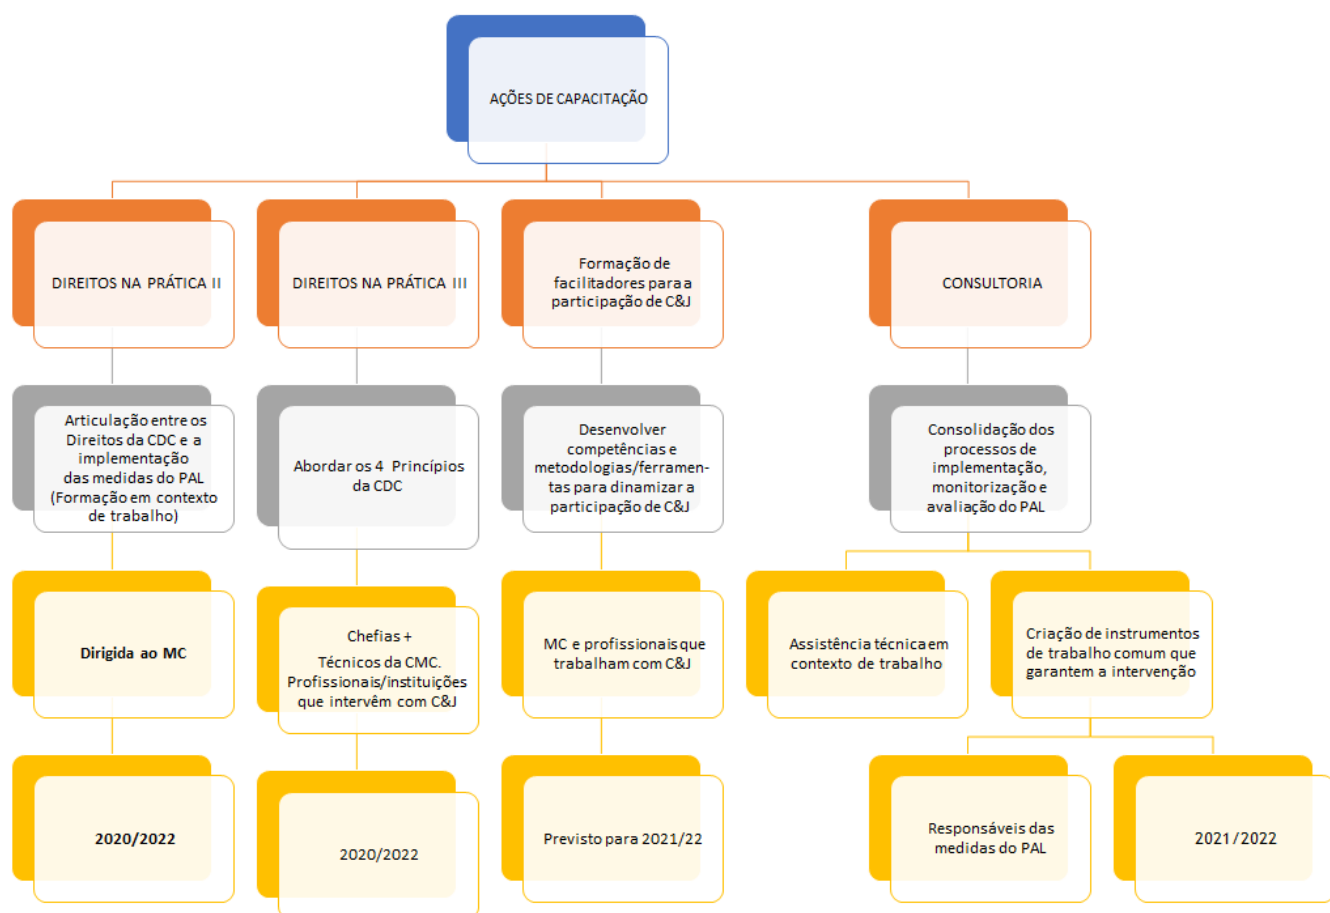 AÇÕES DE CAPACITAÇÃO
DIREITOS NA PRÁTICA II
DIREITOS NA PRÁTICA III
Formação de
facilitadores para a
participação de C&J
CONSULTORIA
Articulação entre os
Direitos da CDC e a
implementação
das medidas do PAL
(Formação em contexto
de trabalho)
Abordar os 4 Princípios
da CDC
Desenvolver
competências e
metodologias/ferramen-
tas para dinamizar a
participação de C&J
Consolidação dos
processos de
implementação,
monitorização e
avaliação do PAL
Dirigida ao MC
Chefias +
Técnicos da CMC.
Profissionais/instituições
que intervêm com C&J
MC e profissionais que
trabalham com C&J
Assistência técnica em
contexto de trabalho
Criação de instrumentos
de trabalho comum que
garantem a intervenção
2020/2022
2020/2022
Previsto para 2021/22
Responsáveis das
medidas do PAL
2021/2022